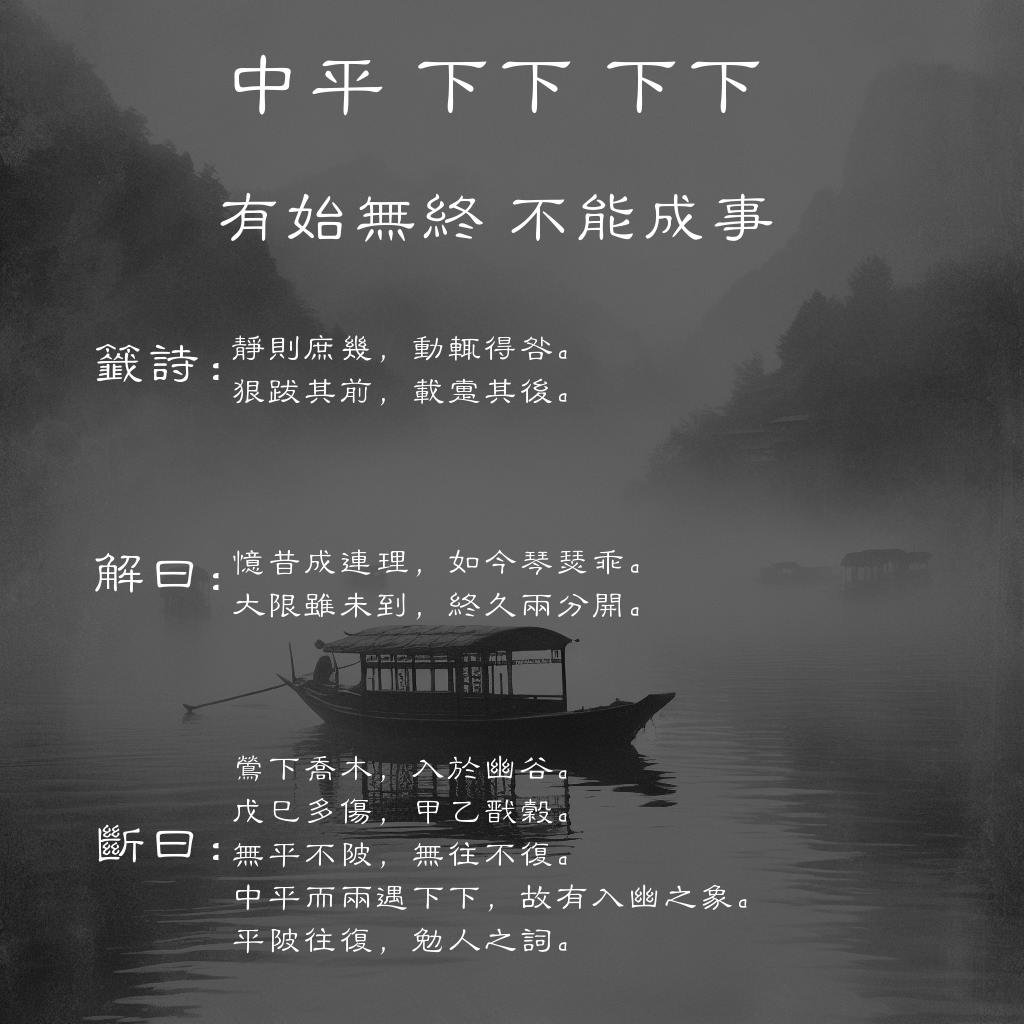 中平 下下 下下
有始無終 不能成事
籤詩：
靜則庶幾，動輒得咎。
狠跋其前，載疐其後。
解曰：
憶昔成連理，如今琴瑟乖。
大限雖未到，終久兩分開。
斷曰：
鶯下喬木，入於幽谷。
戊巳多傷，甲乙戩穀。
無平不陂，無往不復。
中平而兩遇下下，故有入幽之象。
平陂往復，勉人之詞。